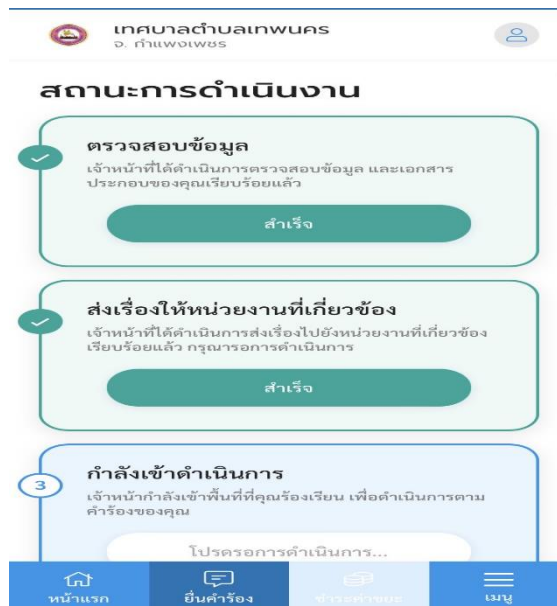 เทศบาลตำบลเทพนคร
จ. กำแพงเพชร
สถานะการดำเนินงาน
ตรวจสอบข้อมูล
เจ้าหน้าที่ได้ดำเนินการตรวจสอบข้อมูล และเอกสาร
ประกอบของคุณเรียบร้อยแล้ว
สำเร็จ
ส่งเรื่องให้หน่วยงานที่เกี่ยวข้อง
เจ้าหน้าที่ได้ดำเนินการส่งเรื่องไปยังหน่วยงานที่เกี่ยวข้อง
เรียบร้อยแล้ว กรุณารอการดำเนินการ
สำเร็จ
3
กำลังเข้าดำเนินการ
เจ้าหน้ากำลังเข้าพื้นที่ที่คุณร้องเรียน เพื่อดำเนินการตาม
คำร้องของคุณ
โปรดรอการดำเนินการ...
หน้าแรก ยื่นคำร้อง ชำระค่าขยะ เมนู